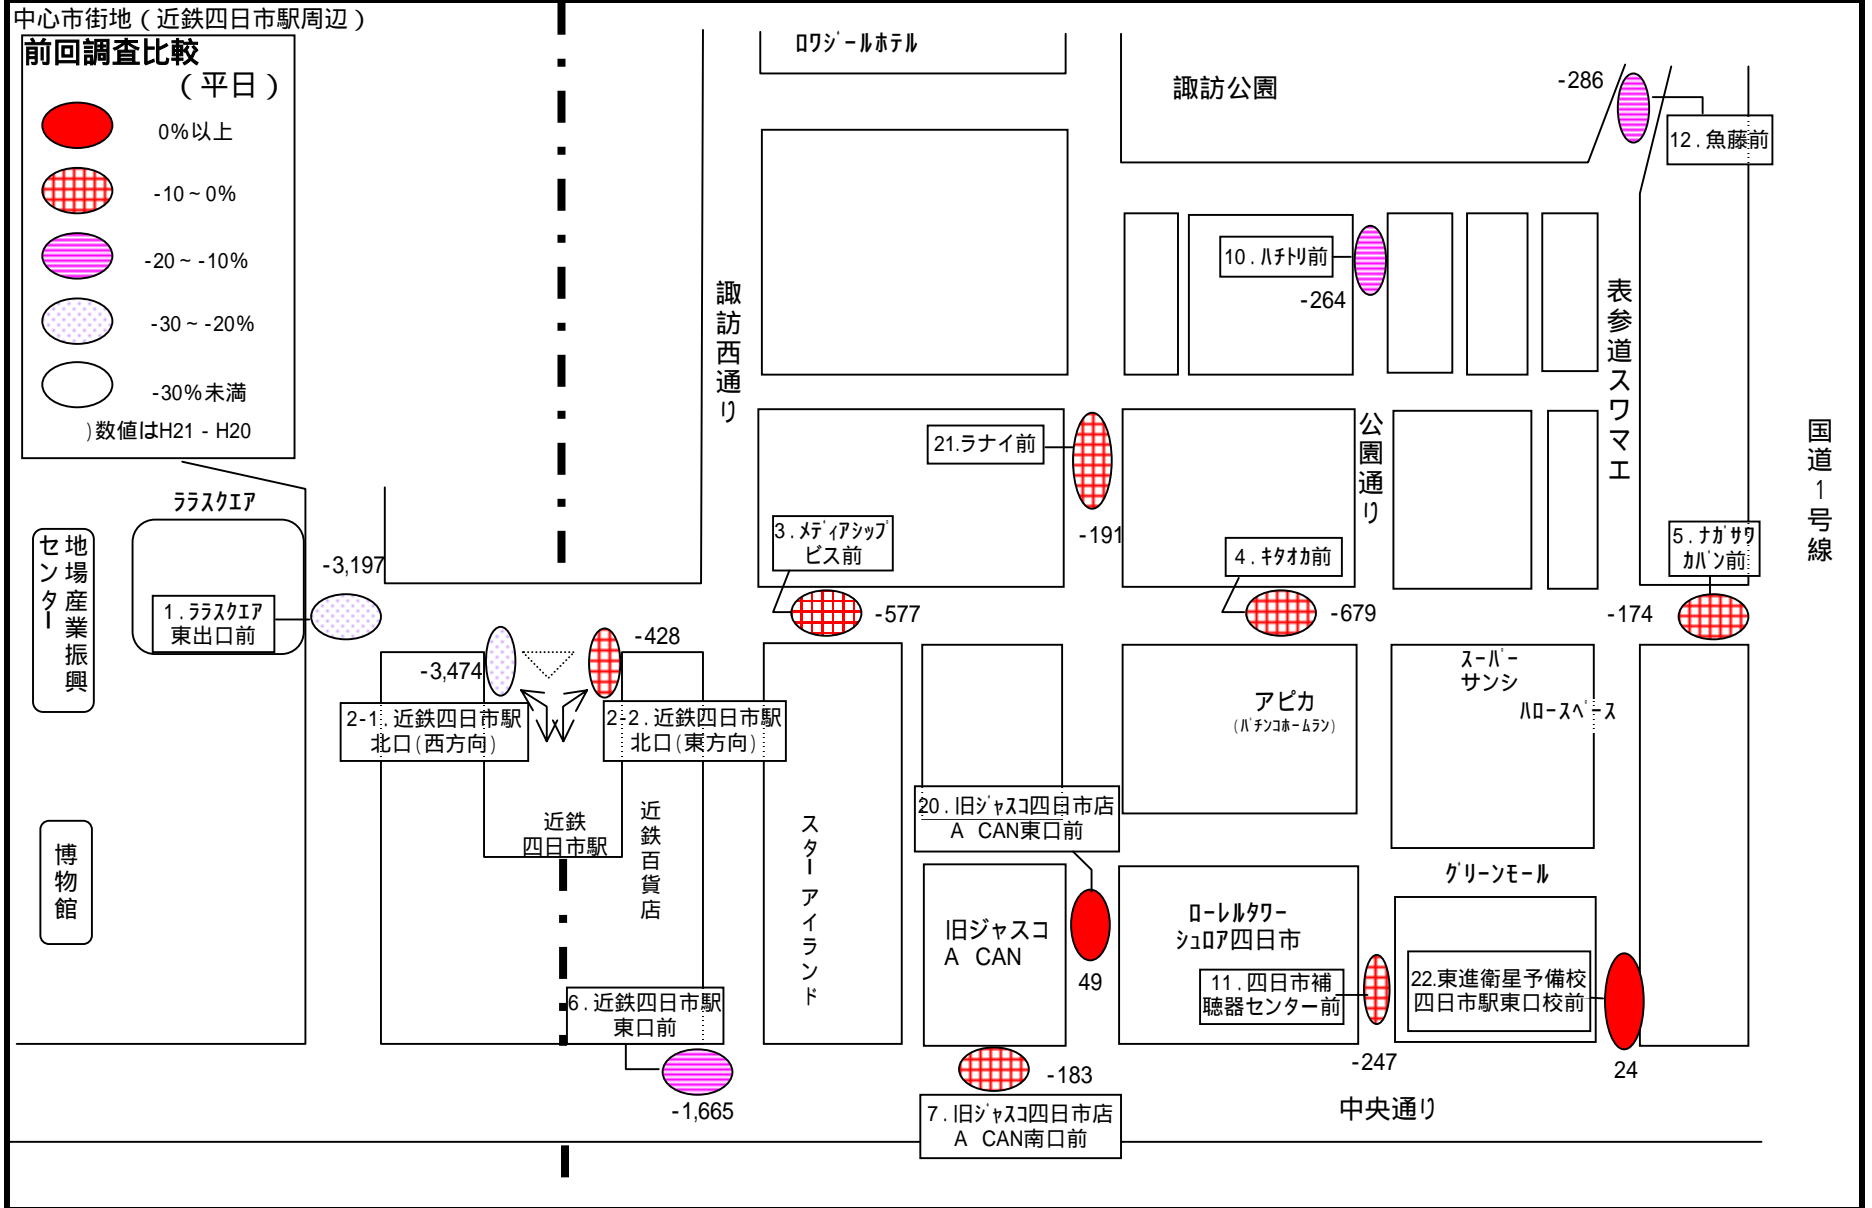 中心市街地（近鉄四日市駅周辺）
前回調査比較
（平日）
0%以上
-10～0%
-20～-10%
-30～-20%
-30%未満
)数値はH21-H20
ﾛﾜｼﾞｰﾙﾎﾃﾙ
諏訪公園
-286
12．魚藤前
10．ﾊﾁﾄﾘ前
-264
諏訪西通り
表参道スワマエ
公園通り
国道1号線
21.ラナイ前
-191
3．ﾒﾃﾞｨｱｼｯﾌﾟ
ビス前
-577
4．ｷﾀｵｶ前
-679
5．ﾅｶﾞｻﾜ
ｶﾊﾞﾝ前
-174
ﾗﾗｽｸｴｱ
地場産業振興
センター
-3,197
1．ﾗﾗｽｸｴｱ
東出口前
-3,474
-428
2-1．近鉄四日市駅
北口(西方向)
2-2．近鉄四日市駅
北口(東方向)
近鉄
四日市駅
近鉄百貨店
スターアイランド
博物館
ｽｰﾊﾟｰ
ｻﾝｼ
ﾊﾛｰｽﾍﾟｰｽ
アピカ
(ﾊﾟﾁﾝｺﾎｰﾑﾗﾝ)
20．旧ｼﾞｬｽｺ四日市店
A CAN東口前
旧ジャスコ
A CAN
49
ﾛｰﾚﾙﾀﾜｰ
ｼｭﾛｱ四日市
ｸﾞﾘｰﾝﾓｰﾙ
11．四日市補
聴器センター前
-247
22.東進衛星予備校
四日市駅東口校前
24
6．近鉄四日市駅
東口前
-1,665
-183
7．旧ｼﾞｬｽｺ四日市店
A CAN南口前
中央通り